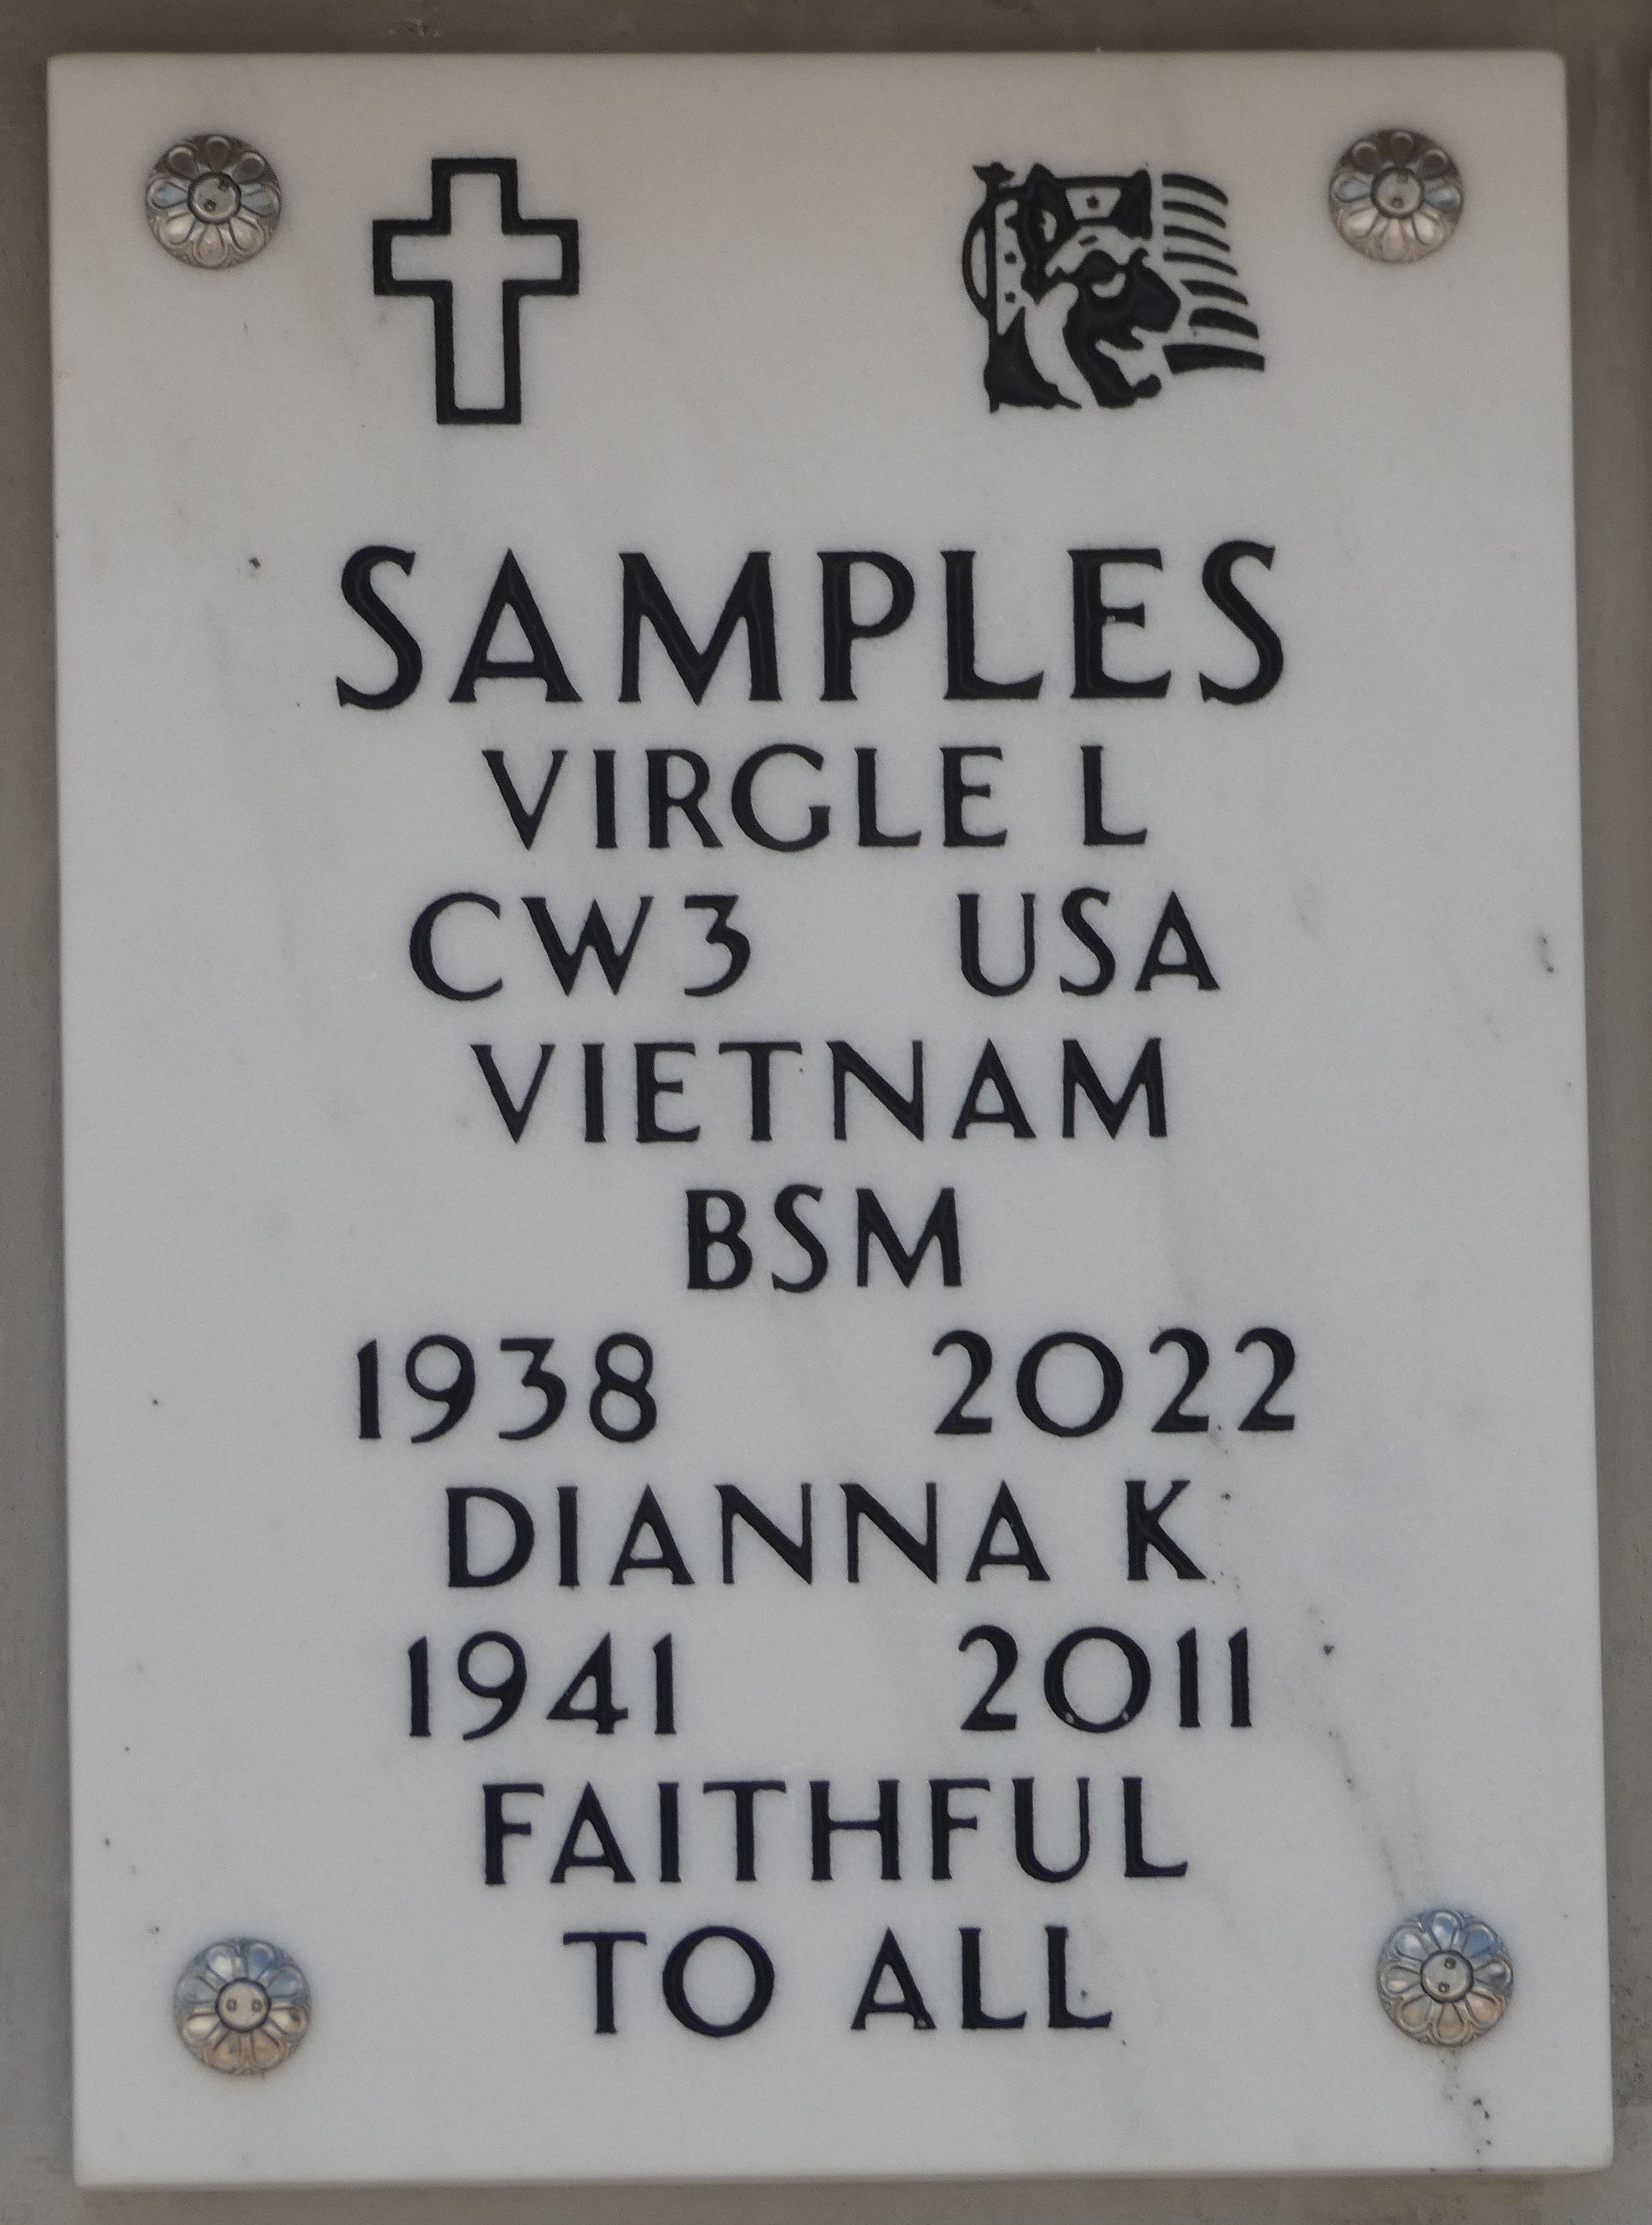 SAMPLES
VIRGLE L
CW3 USA
VIETNAM
BSM
1938 2022
DIANNA K
1941 2011
FAITHFUL
TO ALL